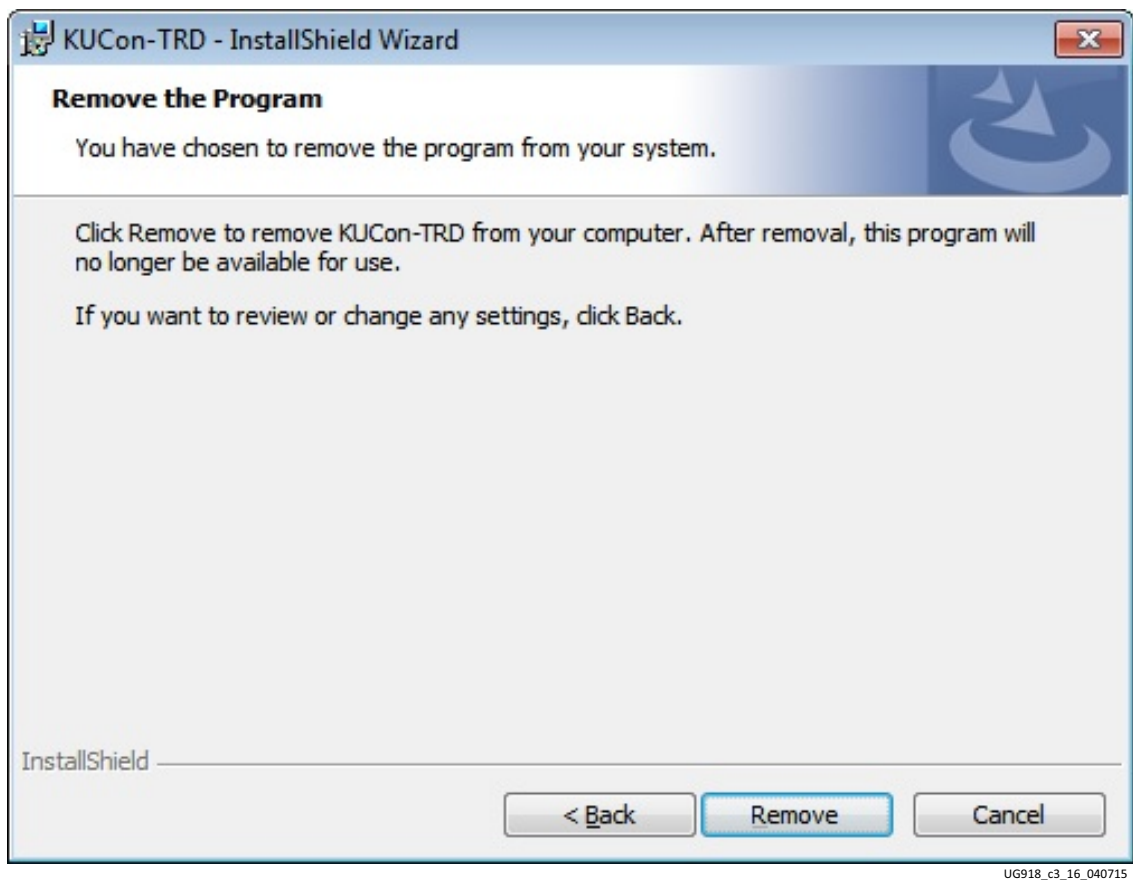 KUCon-TRD - InstallShield Wizard
Remove the Program
You have chosen to remove the program from your system.
Click Remove to remove KUCon-TRD from your computer. After removal, this program will
no longer be available for use.
If you want to review or change any settings, click Back.
InstallShield
< Back
Remove
Cancel
UG918_c3_16_040715